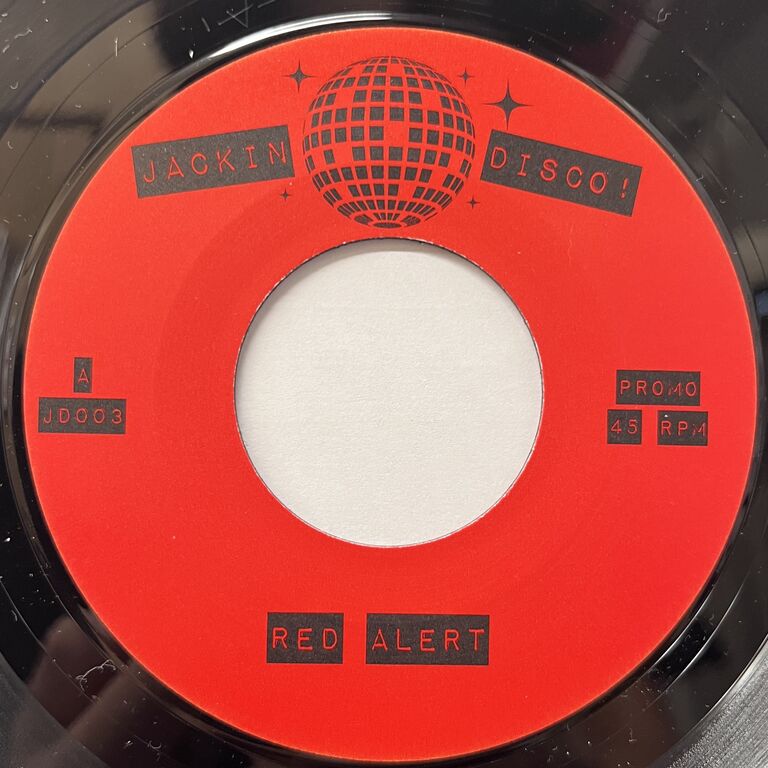 JACKIN DISCO!
A
JD003
PROMO
45 RPM
RED ALERT